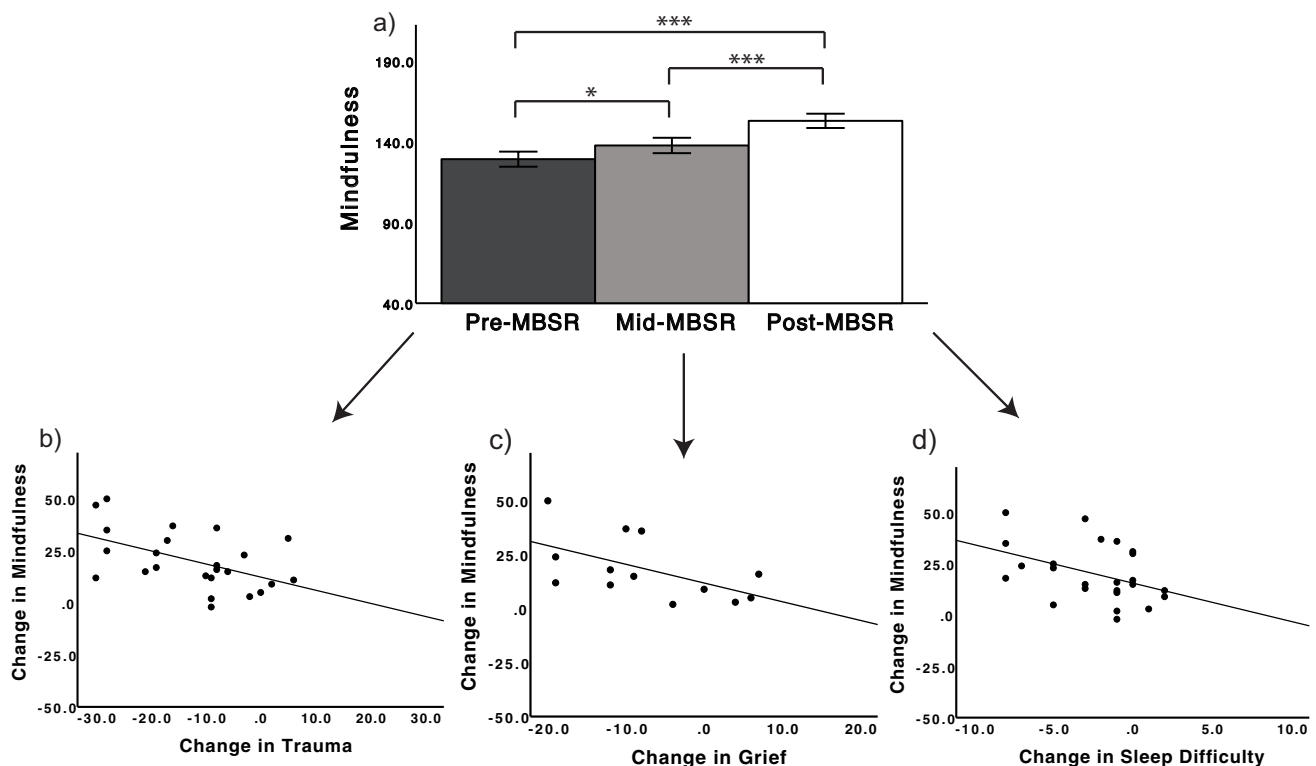 a)
***
***
*
Mindfulness
190.0
140.0
90.0
40.0
Pre-MBSR Mid-MBSR Post-MBSR
b)
Change in Mindfulness
50.0
25.0
.0
-25.0
-50.0
-30.0 -20.0 -10.0 .0 10.0 20.0 30.0
Change in Trauma
c)
Change in Mindfulness
50.0
25.0
.0
-25.0
-50.0
-20.0 -10.0 .0 10.0 20.0
Change in Grief
d)
Change in Mindfulness
50.0
25.0
.0
-25.0
-50.0
-10.0 -5.0 .0 5.0 10.0
Change in Sleep Difficulty